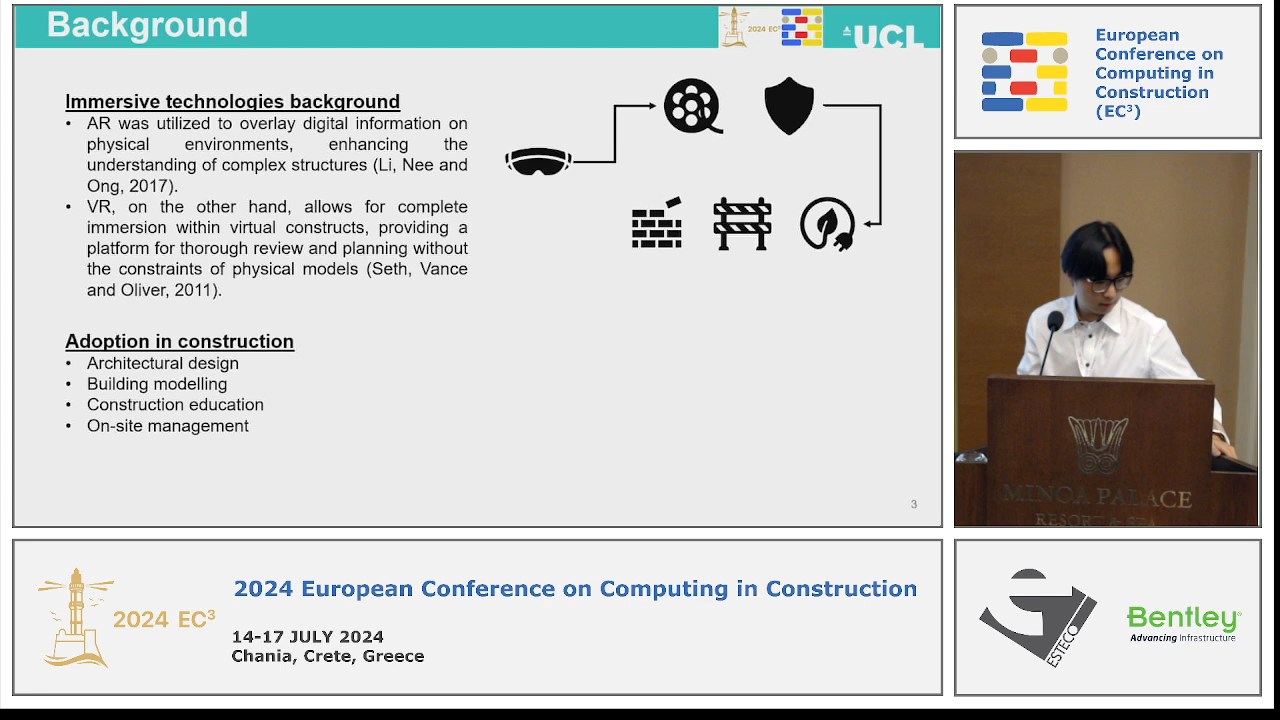 Background
2024 EC³
UCL
Immersive technologies background
• AR was utilized to overlay digital information on
physical environments, enhancing the
understanding of complex structures (Li, Nee and
Ong, 2017).
• VR, on the other hand, allows for complete
immersion within virtual constructs, providing a
platform for thorough review and planning without
the constraints of physical models (Seth, Vance
and Oliver, 2011).
Adoption in construction
• Architectural design
• Building modelling
• Construction education
• On-site management
3
European
Conference on
Computing in
Construction
(EC³)
MINOA PALACE
RESORT & SPA
2024 EC³
2024 European Conference on Computing in Construction
14-17 JULY 2024
Chania, Crete, Greece
ESTECO
Bentley
Advancing Infrastructure